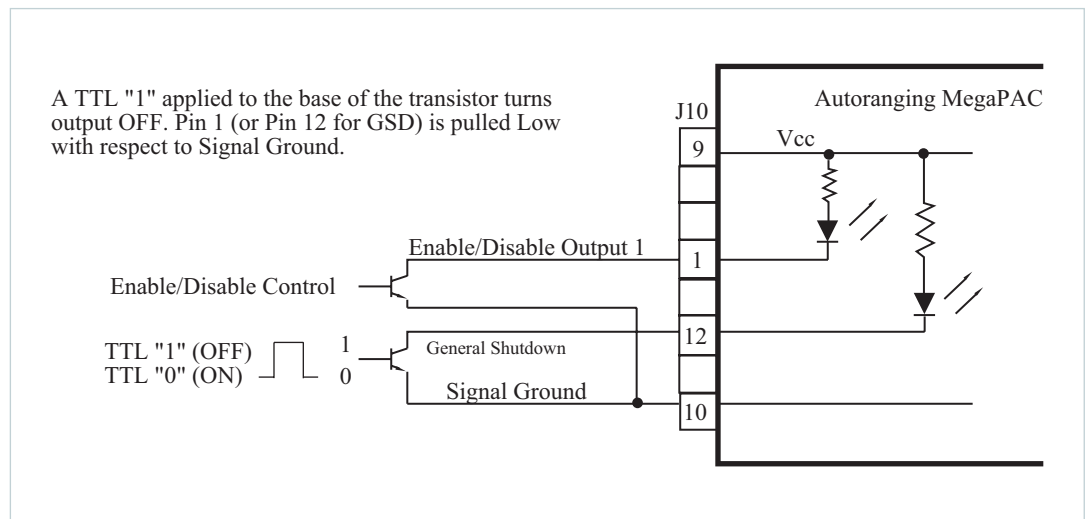 A TTL "1" applied to the base of the transistor turns
output OFF. Pin 1 (or Pin 12 for GSD) is pulled Low
with respect to Signal Ground.
J10
Autoranging MegaPAC
9
Vcc
Enable/Disable Output 1
1
Enable/Disable Control
TTL "1" (OFF)
1
TTL "0" (ON)
0
General Shutdown
12
Signal Ground
10